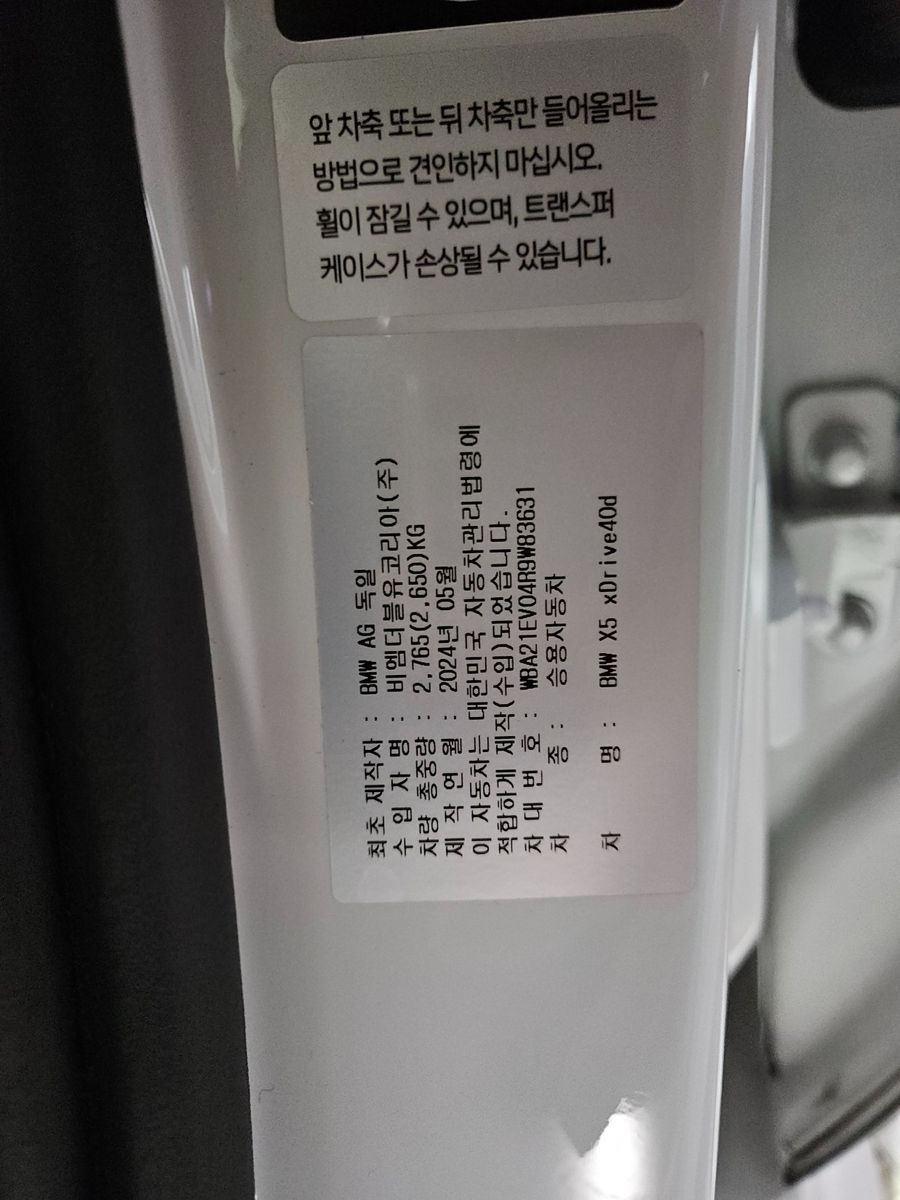 앞 차축 또는 뒤 차축만 들어올리는
방법으로 견인하지 마십시오.
휠이 잠길 수 있으며, 트랜스퍼
케이스가 손상될 수 있습니다.
최초 제작자 : BMW AG 독일
수 입 자 명 : 비엠더블유코리아(주)
차량 총중량 : 2,765(2,650)KG
제 작 연 월 : 2024년 05월
이 자동차는 대한민국 자동차관리법령에
적합하게 제작(수입)되었습니다.
차 대 번 호 : WBA21EV04R9W83631
차 종 : 승용자동차
차 명 : BMW X5 xDrive40d